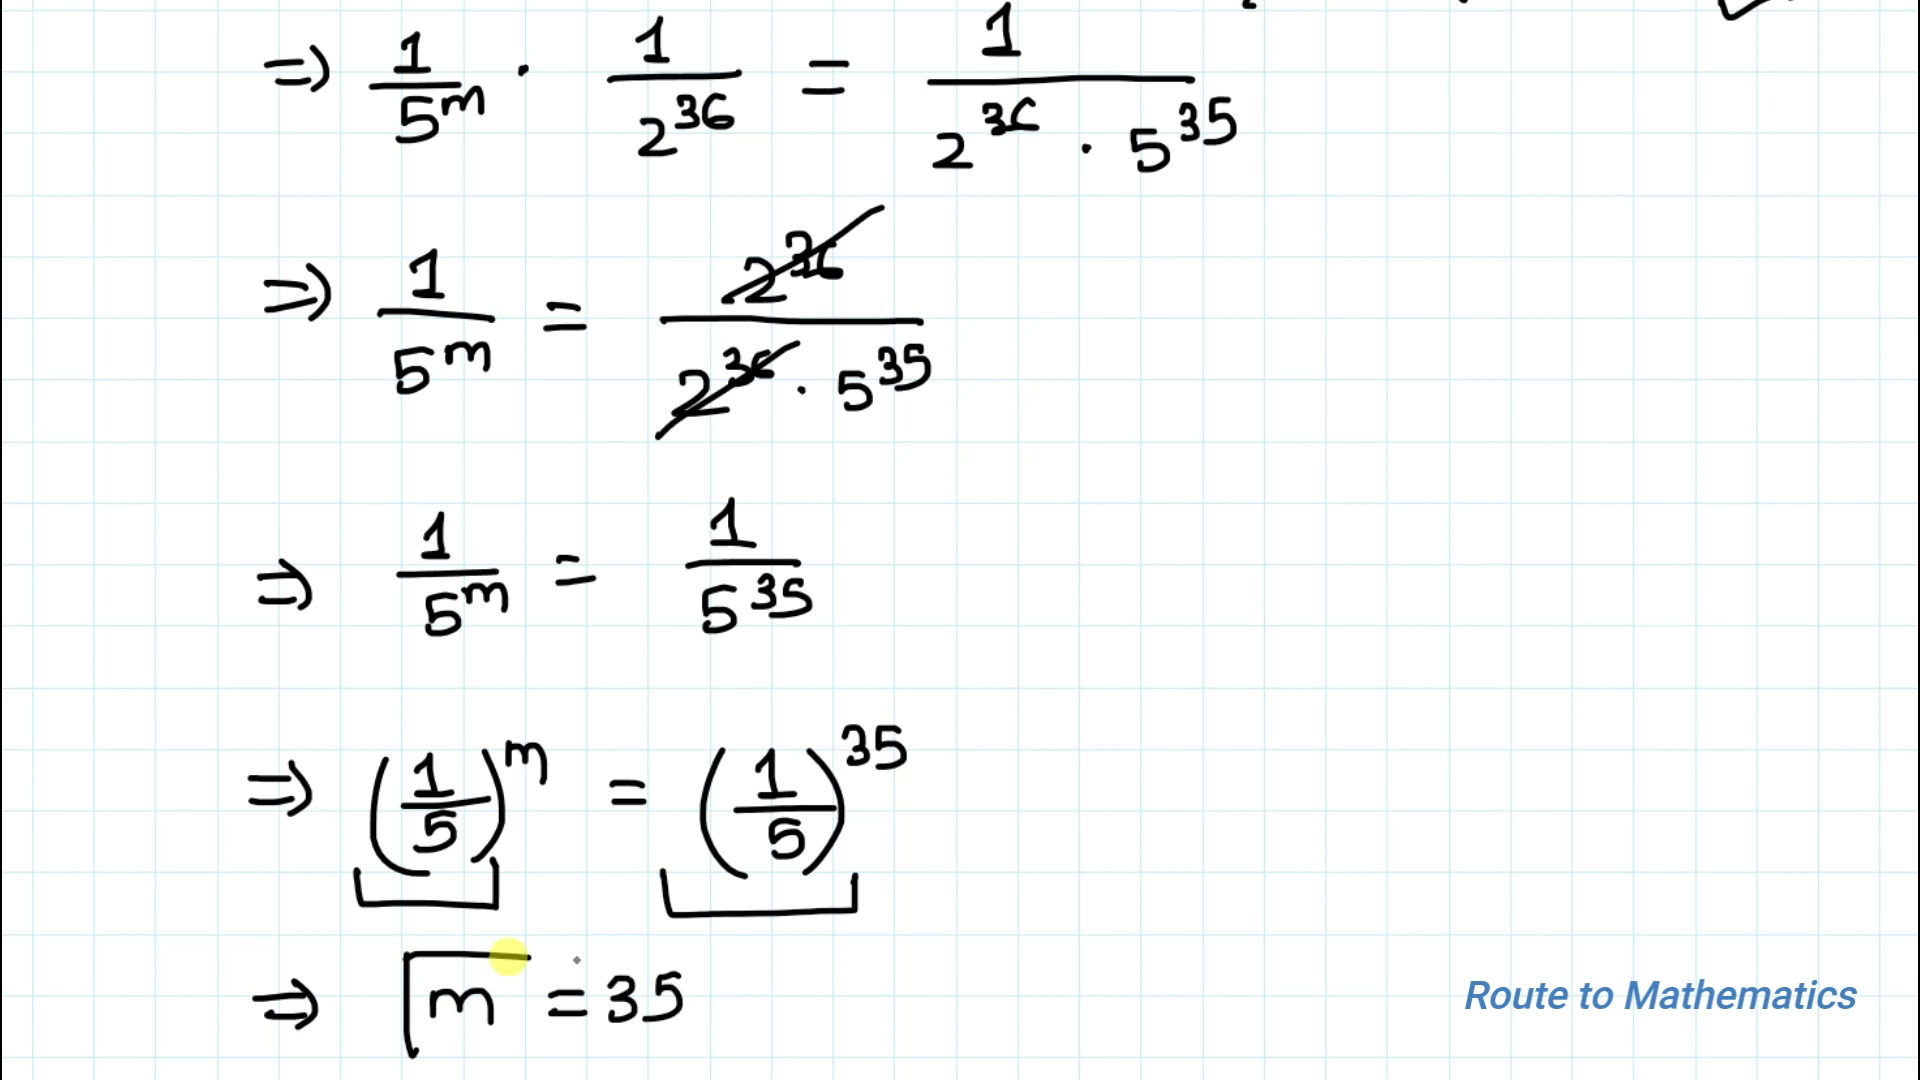 ⇒ 1/5^m · 1/2^36 = 1/(2^36 · 5^35)
⇒ 1/5^m = 2^36/(2^36 · 5^35)
⇒ 1/5^m = 1/5^35
⇒ (1/5)^m = (1/5)^35
⇒ m = 35
Route to Mathematics